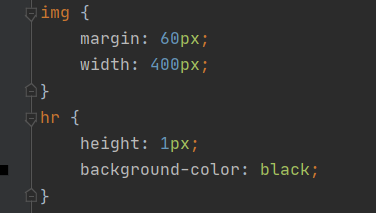 img {
    margin: 60px;
    width: 400px;
}
hr {
    height: 1px;
    background-color: black;
}